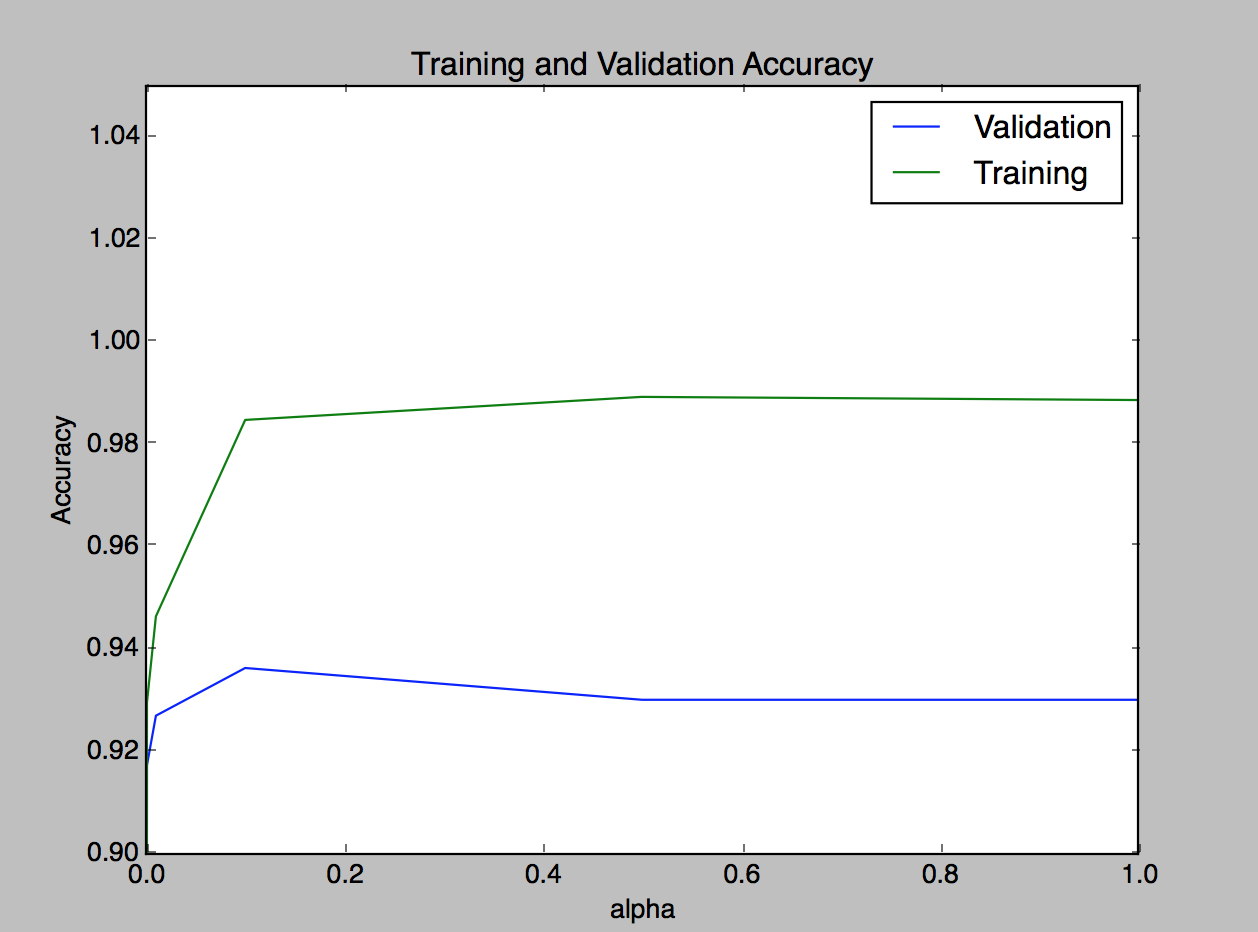 Training and Validation Accuracy
Validation
Training
1.04
1.02
1.00
0.98
0.96
0.94
0.92
0.90
Accuracy
0.0 0.2 0.4 0.6 0.8 1.0
alpha